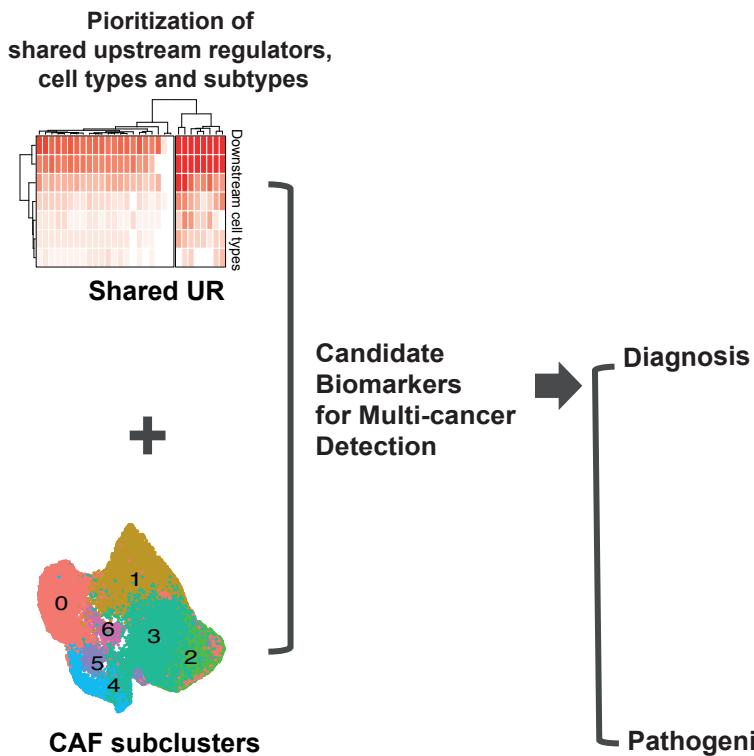 Pioritization of
shared upstream regulators,
cell types and subtypes
Downstream cell types
Shared UR
Candidate
Biomarkers
for Multi-cancer
Detection
Diagnosis
+
0
1
6
3
2
5
4
CAF subclusters
Pathogeni